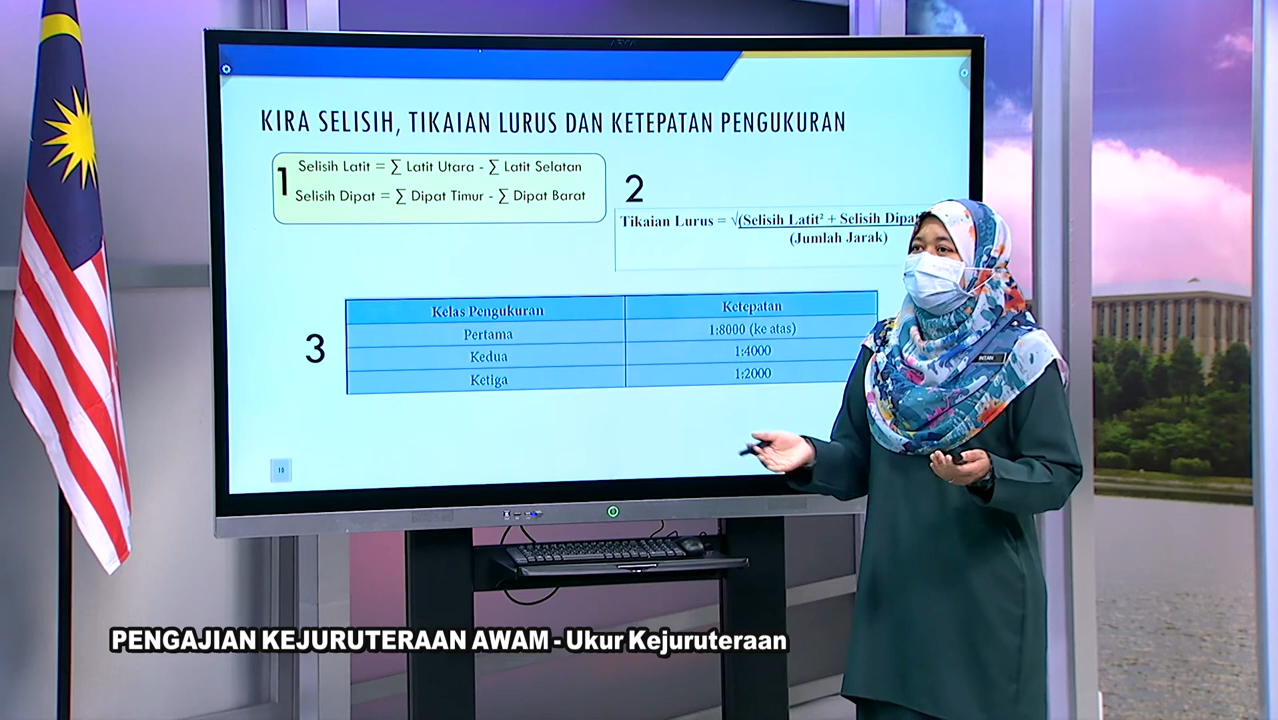 KIRA SELISIH, TIKAIAN LURUS DAN KETEPATAN PENGUKURAN
1
Selisih Latit = ∑ Latit Utara - ∑ Latit Selatan
Selisih Dipat = ∑ Dipat Timur - ∑ Dipat Barat
2
Tikaian Lurus = √(Selisih Latit² + Selisih Dipat
(Jumlah Jarak)
3
Kelas Pengukuran Ketepatan
Pertama 1:8000 (ke atas)
Kedua 1:4000
Ketiga 1:2000
10
INTAN
PENGAJIAN KEJURUTERAAN AWAM - Ukur Kejuruteraan